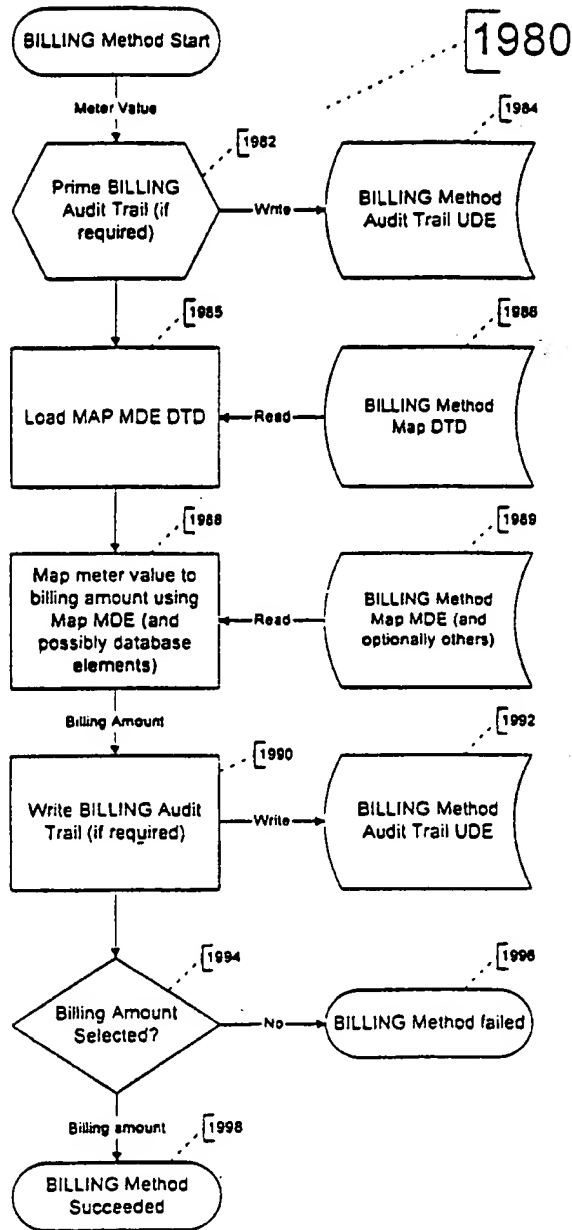 BILLING Method Start
1980
Meter Value
1982
1984
Prime BILLING
Audit Trail (if
required)
Write
BILLING Method
Audit Trail UDE
1985
1986
Load MAP MDE DTD
Read
BILLING Method
Map DTD
1988
1989
Map meter value to
billing amount using
Map MDE (and
possibly database
elements)
Read
BILLING Method
Map MDE (and
optionally others)
Billing Amount
1990
1992
Write BILLING Audit
Trail (if required)
Write
BILLING Method
Audit Trail UDE
1994
1996
Billing Amount
Selected?
No
BILLING Method failed
Billing amount
1998
BILLING Method
Succeeded